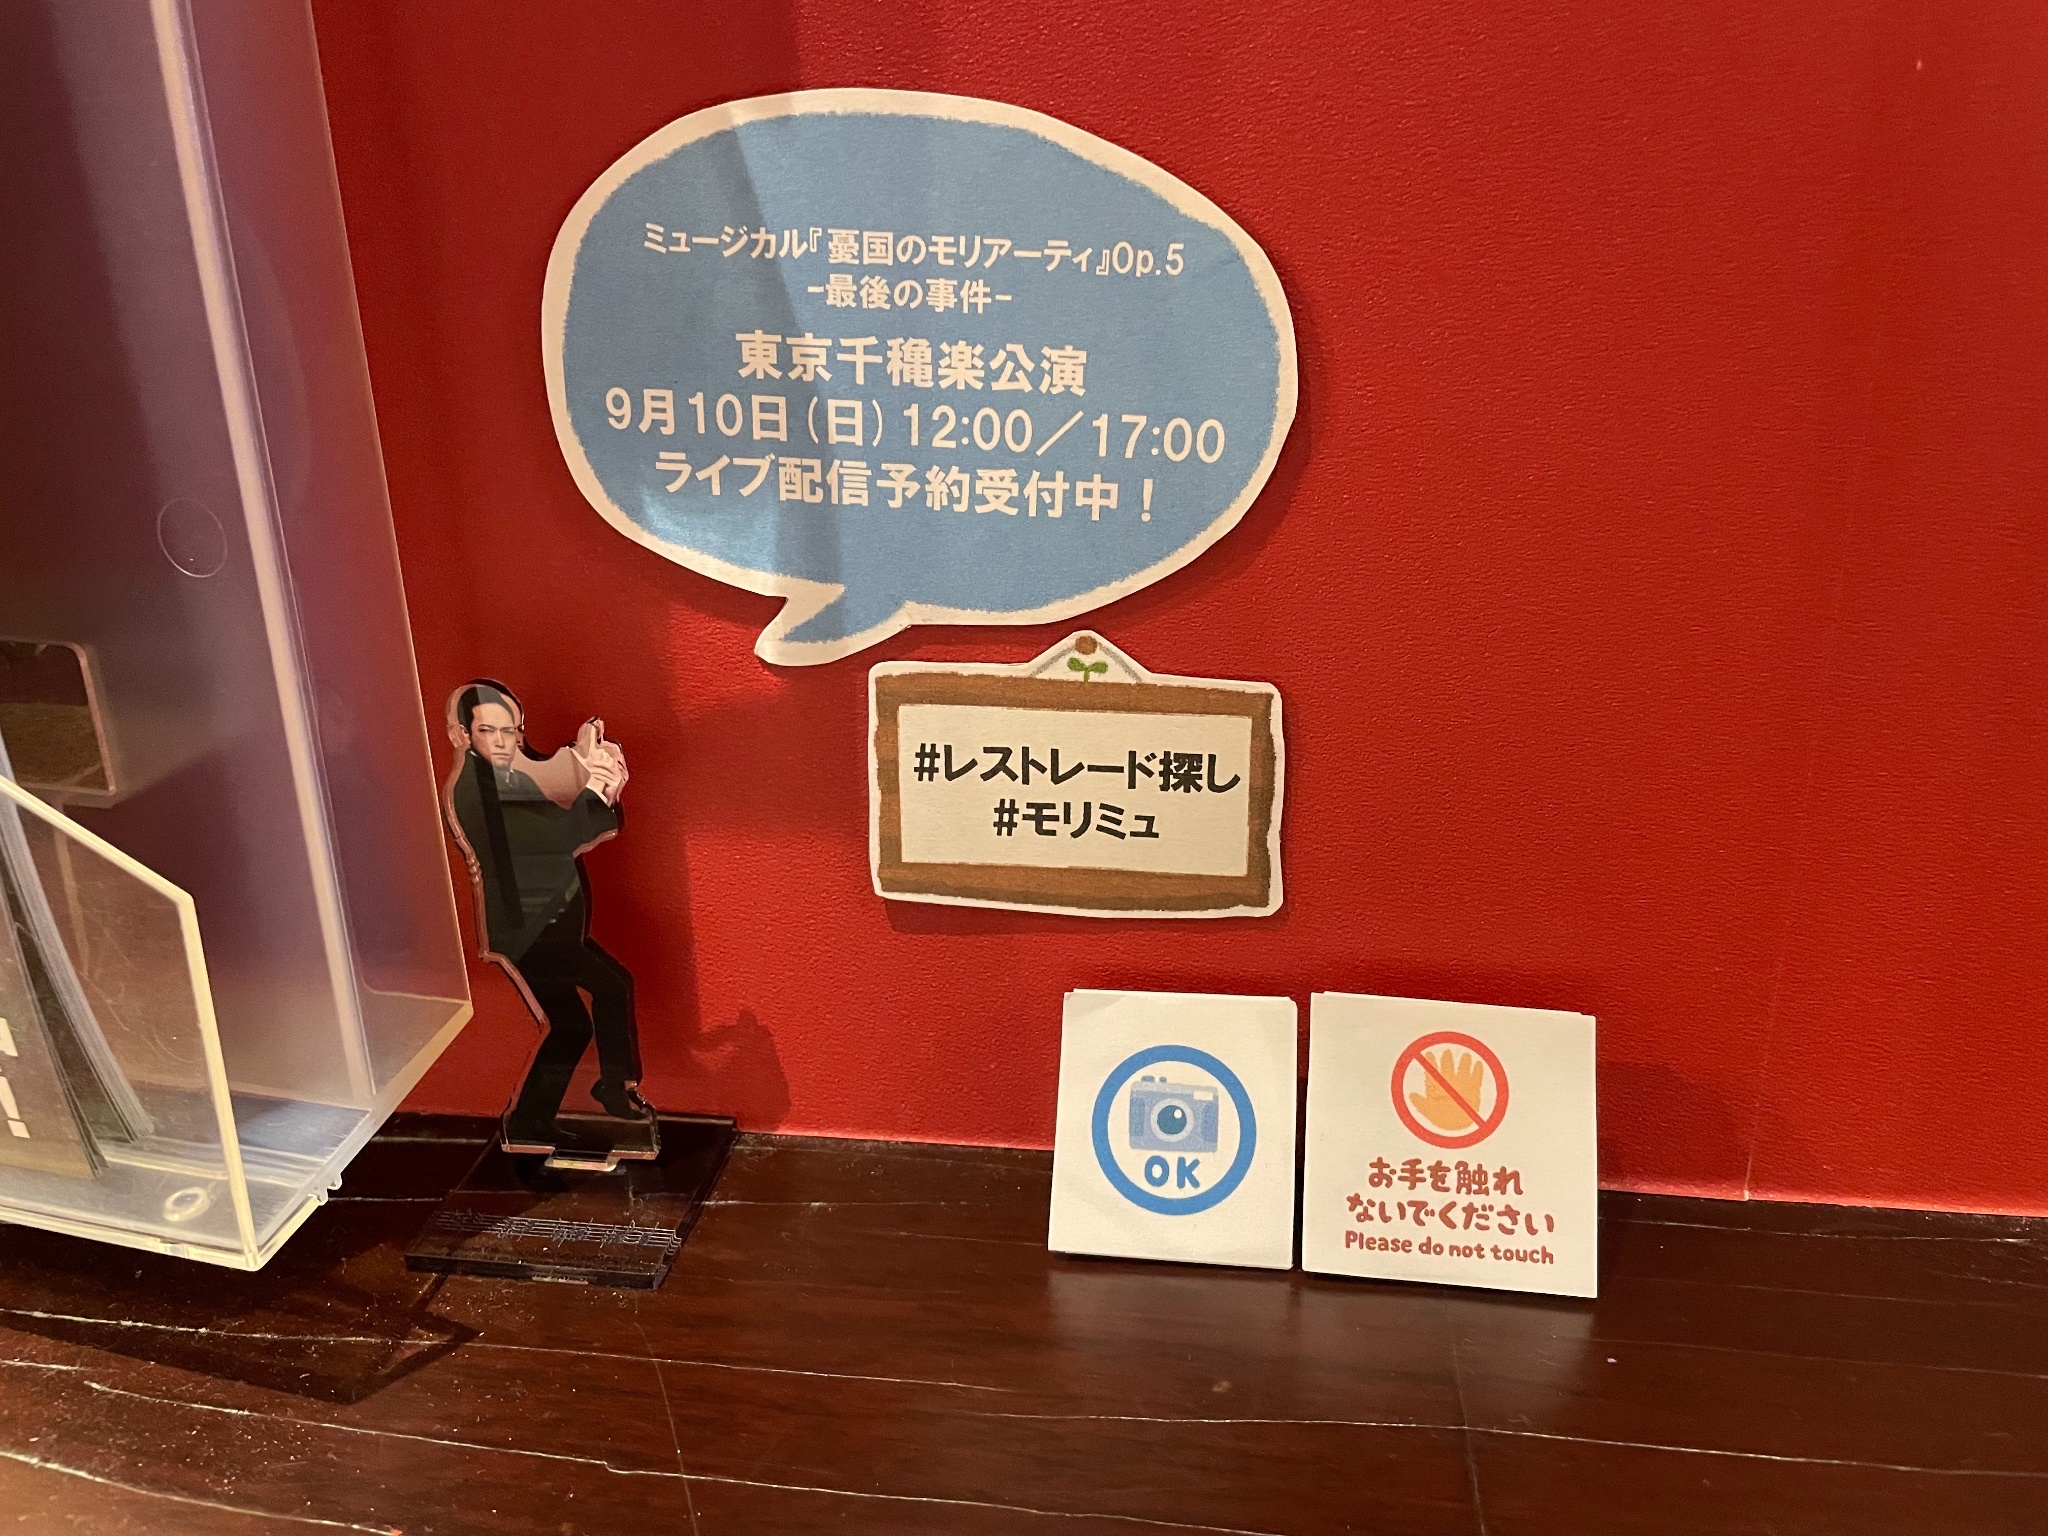 ミュージカル『憂国のモリアーティ』Op.5
-最後の事件-
東京千穐楽公演
9月10日(日)12:00／17:00
ライブ配信予約受付中！
#レストレード探し
#モリミュ
OK
お手を触れ
ないでください
Please do not touch